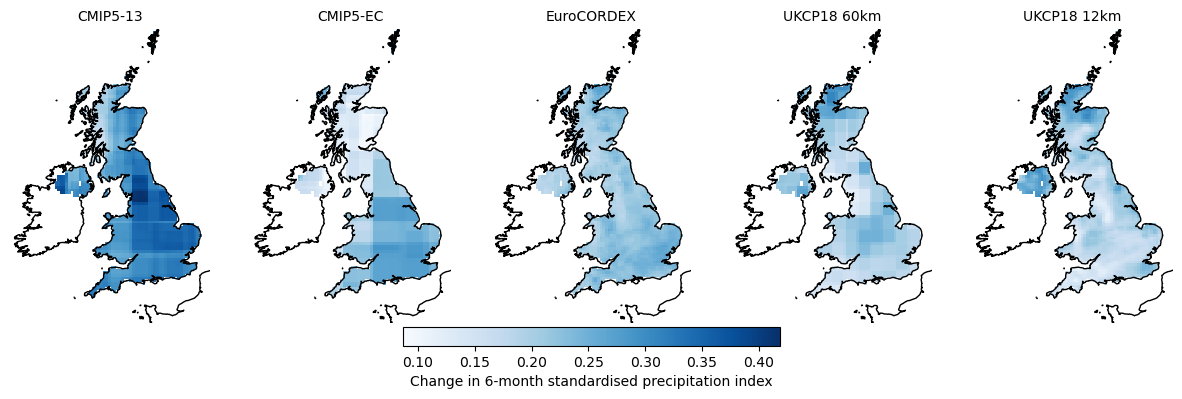 CMIP5-13 CMIP5-EC EuroCORDEX UKCP18 60km UKCP18 12km
0.10 0.15 0.20 0.25 0.30 0.35 0.40
Change in 6-month standardised precipitation index